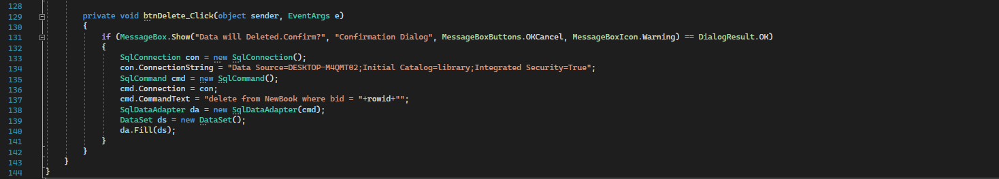 128
129 private void btnDelete_Click(object sender, EventArgs e)
130 {
131 if (MessageBox.Show("Data will Deleted.Confirm?", "Confirmation Dialog", MessageBoxButtons.OKCancel, MessageBoxIcon.Warning) == DialogResult.OK)
132 {
133 SqlConnection con = new SqlConnection();
134 con.ConnectionString = "Data Source=DESKTOP-M4QMT02;Initial Catalog=library;Integrated Security=True";
135 SqlCommand cmd = new SqlCommand();
136 cmd.Connection = con;
137 cmd.CommandText = "delete from NewBook where bid = "+rowid+"";
138 SqlDataAdapter da = new SqlDataAdapter(cmd);
139 DataSet ds = new DataSet();
140 da.Fill(ds);
141 }
142 }
143 }
144 }